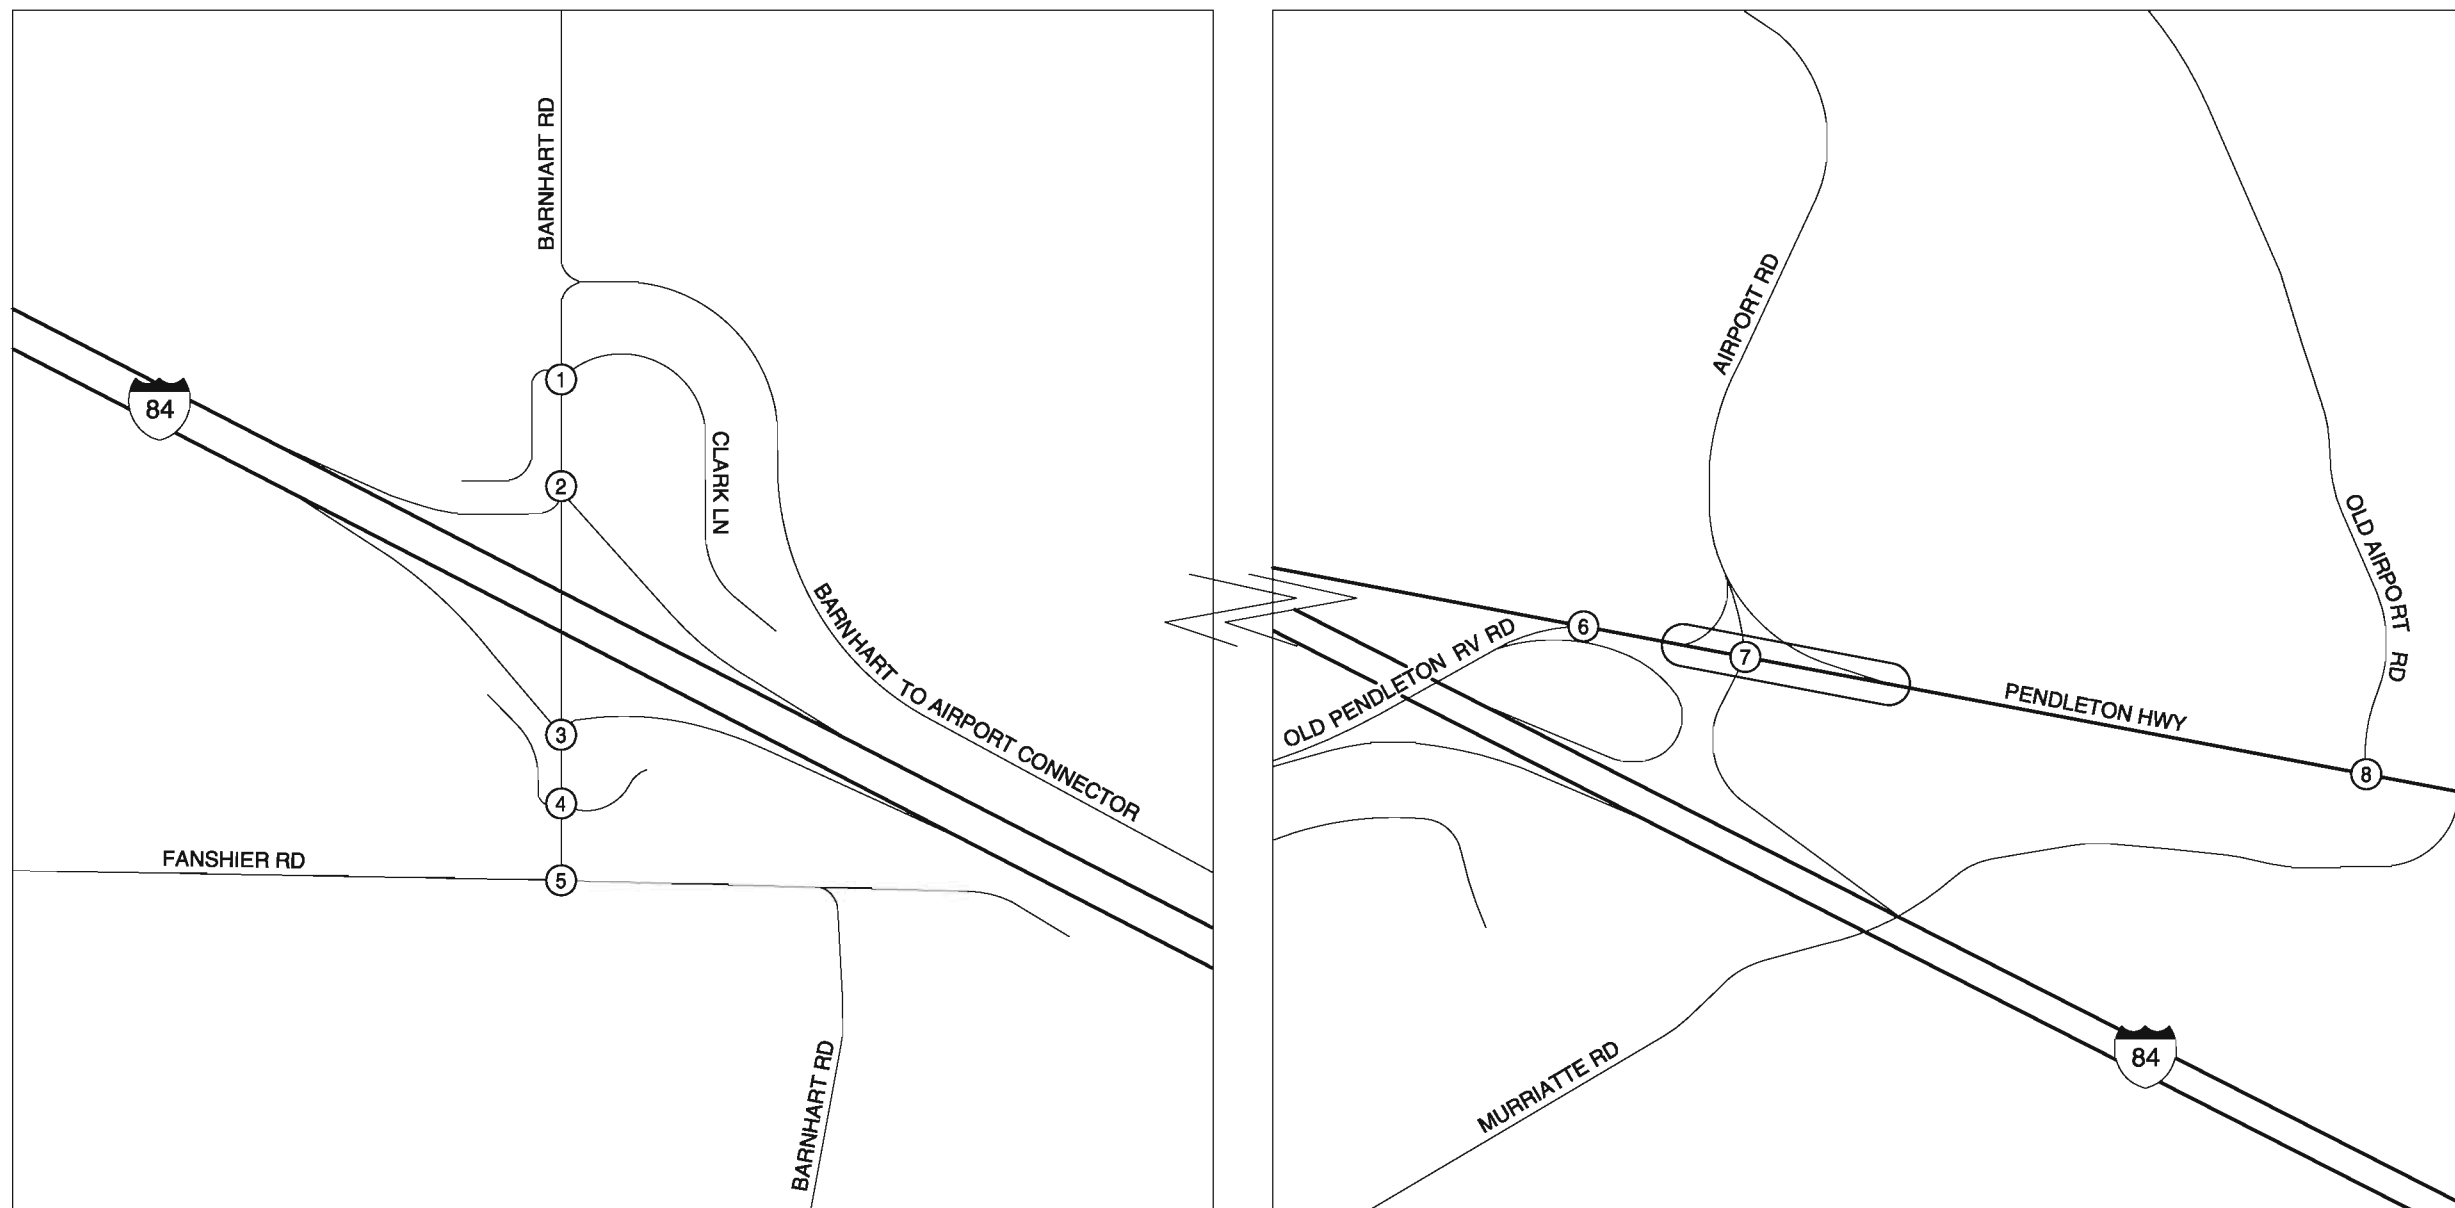 BARNHART RD
84
1
2
CLARK LN
BARNHART TO AIRPORT CONNECTOR
3
4
FANSHIER RD
5
BARNHART RD
AIRPORT RD
OLD AIRPORT RD
OLD PENDLETON RV RD
6
7
PENDLETON HWY
8
84
MURRIATTE RD